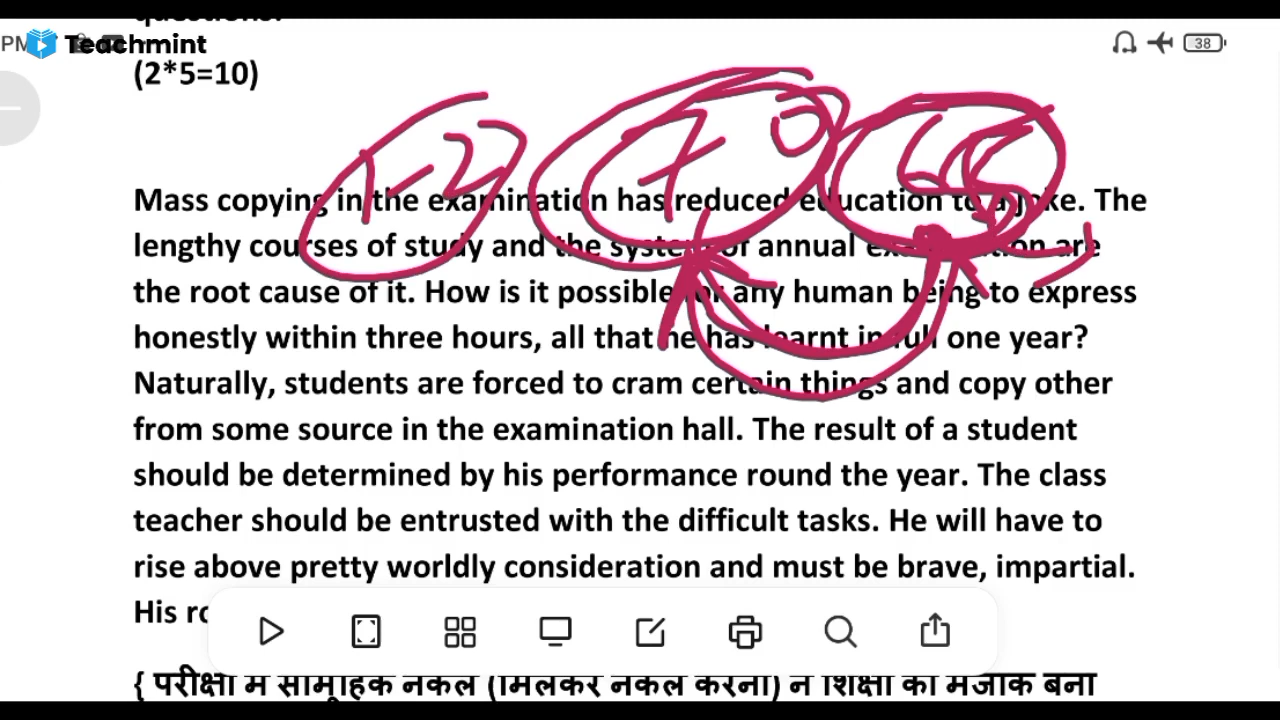 questions.
PM Teachmint 38
(2*5=10)
12 70
Mass copying in the examination has reduced education to a joke. The
lengthy courses of study and the system of annual examination are
the root cause of it. How is it possible for any human being to express
honestly within three hours, all that he has learnt in full one year?
Naturally, students are forced to cram certain things and copy other
from some source in the examination hall. The result of a student
should be determined by his performance round the year. The class
teacher should be entrusted with the difficult tasks. He will have to
rise above pretty worldly consideration and must be brave, impartial.
His
{ परीक्षा में सामूहिक नकल (मिलकर नकल करना) ने शिक्षा को मजाक बना